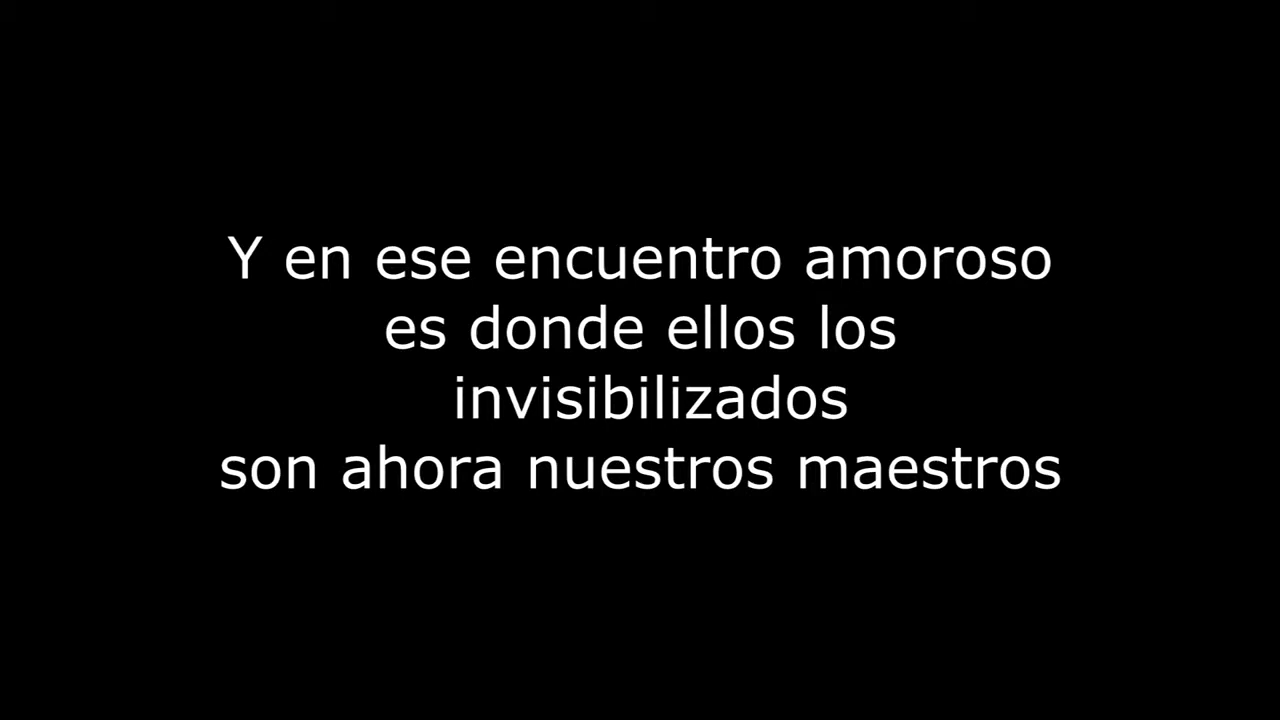 Y en ese encuentro amoroso
es donde ellos los
invisibilizados
son ahora nuestros maestros